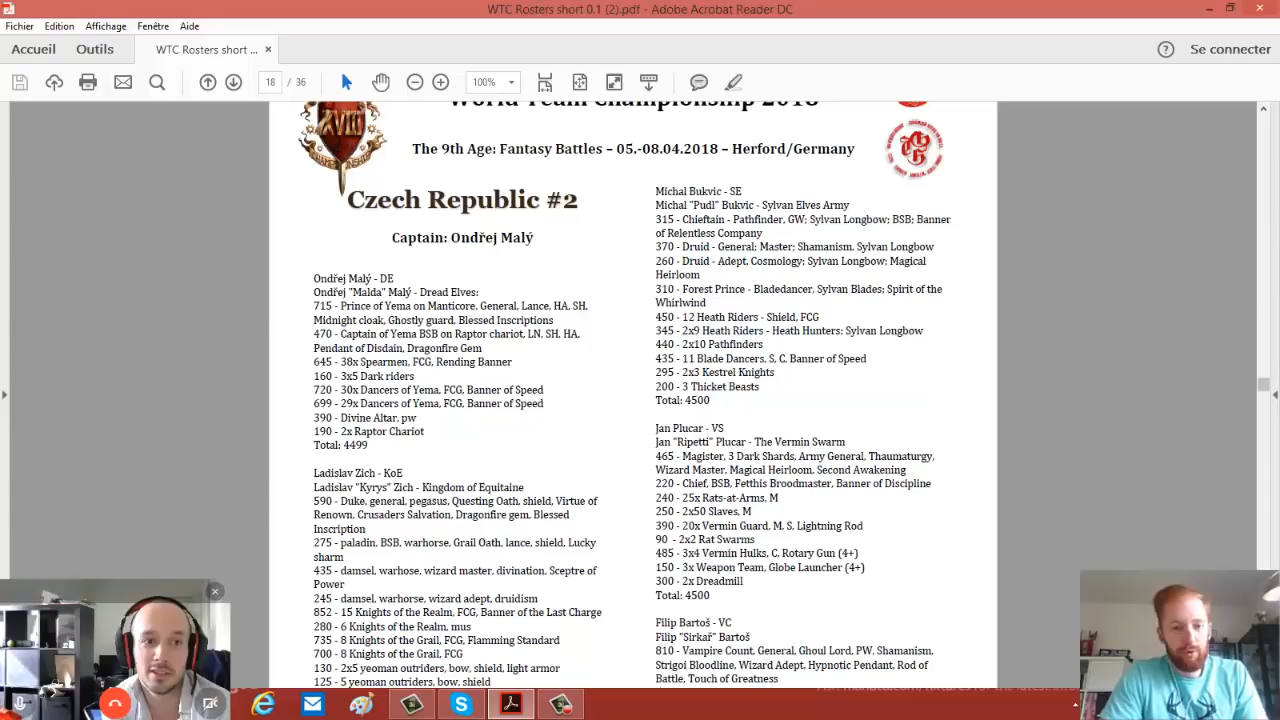 WTC Rosters short 0.1 (2).pdf - Adobe Acrobat Reader DC
Fichier Edition Affichage Fenêtre Aide
Accueil Outils WTC Rosters short ... × Se connecter
18 / 36 100%
World Team Championship 2018
XVIII
The 9th Age: Fantasy Battles – 05.-08.04.2018 – Herford/Germany
Czech Republic #2
Captain: Ondřej Malý
Ondřej Malý - DE
Ondřej "Malda" Malý - Dread Elves:
715 - Prince of Yema on Manticore, General, Lance, HA, SH,
Midnight cloak, Ghostly guard, Blessed Inscriptions
470 - Captain of Yema BSB on Raptor chariot, LN, SH, HA,
Pendant of Disdain, Dragonfire Gem
645 - 38x Spearmen, FCG, Rending Banner
160 - 3x5 Dark riders
720 - 30x Dancers of Yema, FCG, Banner of Speed
699 - 29x Dancers of Yema, FCG, Banner of Speed
390 - Divine Altar, pw
190 - 2x Raptor Chariot
Total: 4499
Ladislav Zich - KoE
Ladislav "Kyrys" Zich - Kingdom of Equitaine
590 - Duke, general, pegasus, Questing Oath, shield, Virtue of
Renown, Crusaders Salvation, Dragonfire gem, Blessed
Inscription
275 - paladin, BSB, warhorse, Grail Oath, lance, shield, Lucky
sharm
435 - damsel, warhose, wizard master, divination, Sceptre of
Power
245 - damsel, warhorse, wizard adept, druidism
852 - 15 Knights of the Realm, FCG, Banner of the Last Charge
280 - 6 Knights of the Realm, mus
735 - 8 Knights of the Grail, FCG, Flamming Standard
700 - 8 Knights of the Grail, FCG
130 - 2x5 yeoman outriders, bow, shield, light armor
125 - 5 yeoman outriders, bow, shield
Michal Bukvic - SE
Michal "Pudl" Bukvic - Sylvan Elves Army
315 - Chieftain - Pathfinder, GW; Sylvan Longbow; BSB; Banner
of Relentless Company
370 - Druid - General; Master; Shamanism, Sylvan Longbow
260 - Druid - Adept, Cosmology; Sylvan Longbow; Magical
Heirloom
310 - Forest Prince - Bladedancer, Sylvan Blades; Spirit of the
Whirlwind
450 - 12 Heath Riders - Shield, FCG
345 - 2x9 Heath Riders - Heath Hunters; Sylvan Longbow
440 - 2x10 Pathfinders
435 - 11 Blade Dancers, S, C, Banner of Speed
295 - 2x3 Kestrel Knights
200 - 3 Thicket Beasts
Total: 4500
Jan Plucar - VS
Jan "Ripetti" Plucar - The Vermin Swarm
465 - Magister, 3 Dark Shards, Army General, Thaumaturgy,
Wizard Master, Magical Heirloom, Second Awakening
220 - Chief, BSB, Fetthis Broodmaster, Banner of Discipline
240 - 25x Rats-at-Arms, M
250 - 2x50 Slaves, M
390 - 20x Vermin Guard, M, S, Lightning Rod
90 - 2x2 Rat Swarms
485 - 3x4 Vermin Hulks, C, Rotary Gun (4+)
150 - 3x Weapon Team, Globe Launcher (4+)
300 - 2x Dreadmill
Total: 4500
Filip Bartoš - VC
Filip "Sirkař" Bartoš
810 - Vampire Count, General, Ghoul Lord, PW, Shamanism,
Strigoi Bloodline, Wizard Adept, Hypnotic Pendant, Rod of
Battle, Touch of Greatness